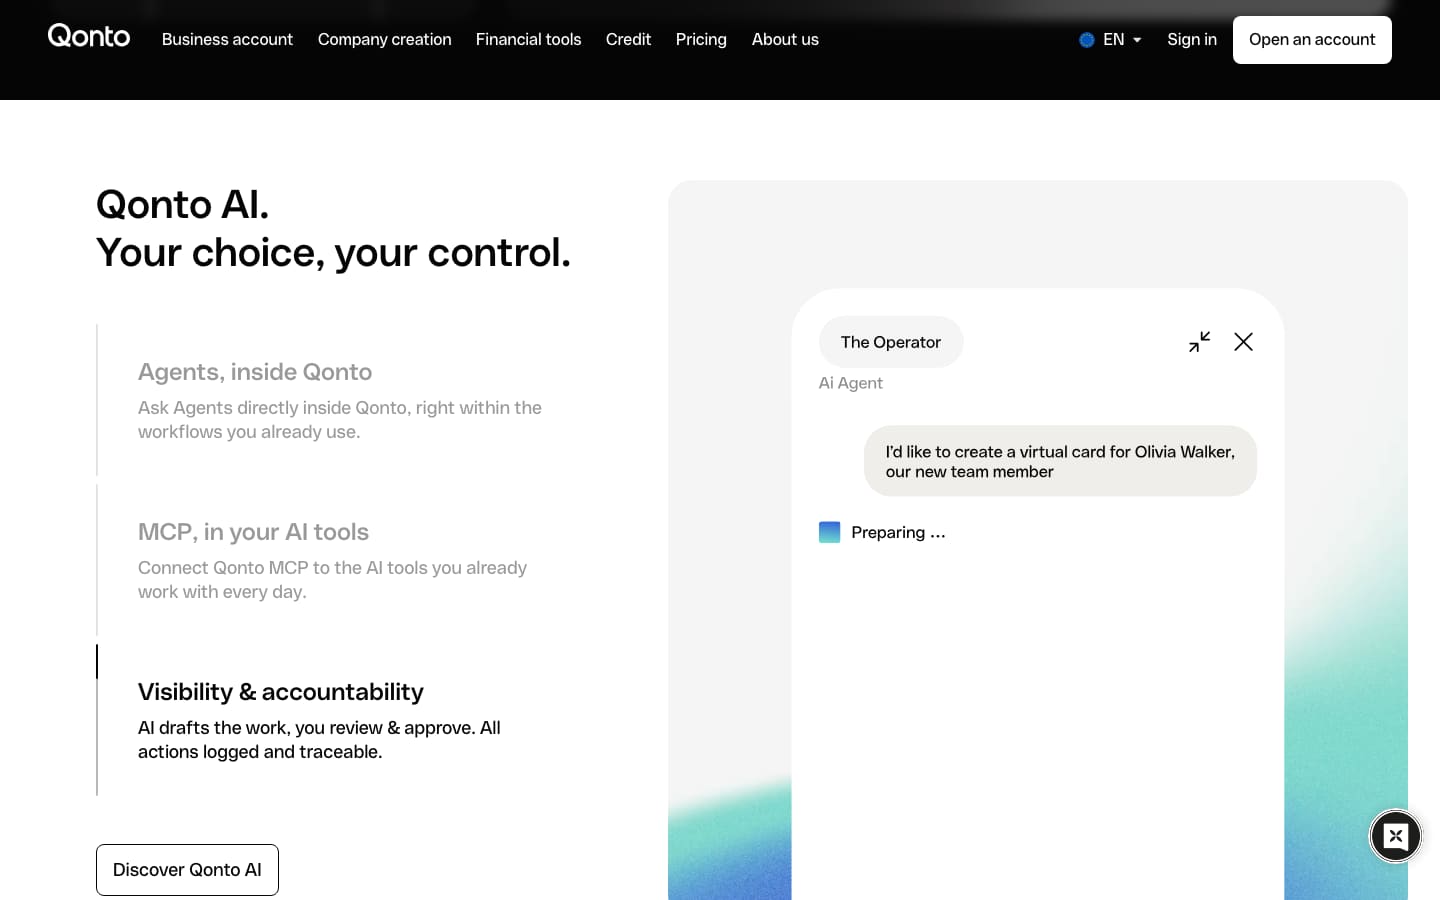 Qonto
Business account
Company creation
Financial tools
Credit
Pricing
About us
EN
Sign in
Open an account
Qonto AI.
Your choice, your control.
Agents, inside Qonto
Ask Agents directly inside Qonto, right within the
workflows you already use.
MCP, in your AI tools
Connect Qonto MCP to the AI tools you already
work with every day.
Visibility & accountability
AI drafts the work, you review & approve. All
actions logged and traceable.
Discover Qonto AI
The Operator
Ai Agent
I'd like to create a virtual card for Olivia Walker,
our new team member
Preparing ...